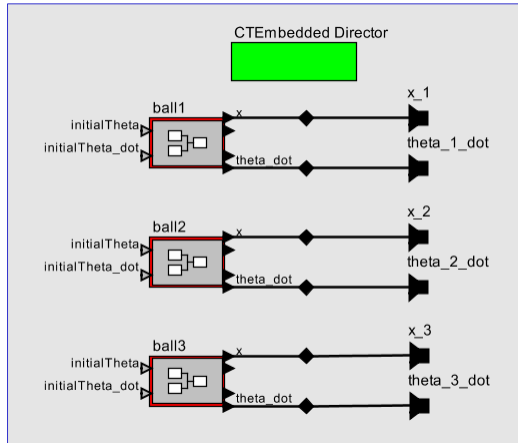 CTEmbedded Director
ball1
x
x_1
initialTheta
initialTheta_dot
theta_dot
theta_1_dot
ball2
x
x_2
initialTheta
initialTheta_dot
theta_dot
theta_2_dot
ball3
x
x_3
initialTheta
initialTheta_dot
theta_dot
theta_3_dot